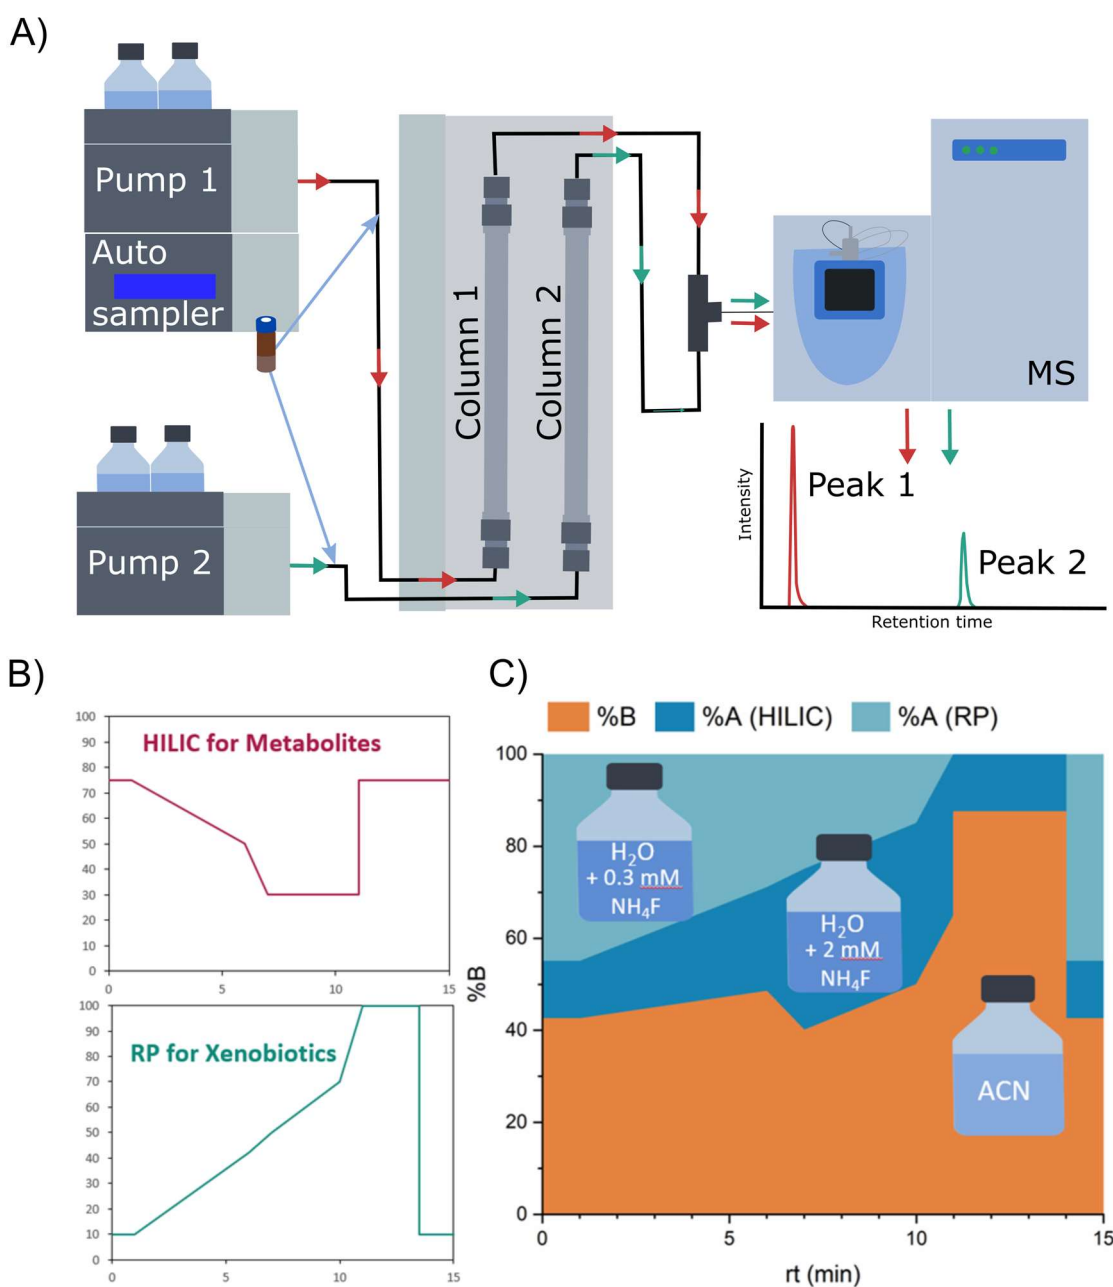 A)
Pump 1
Auto
sampler
Pump 2
Column 1
Column 2
MS
Intensity
Peak 1
Peak 2
Retention time
B)
HILIC for Metabolites
100
90
80
70
60
50
40
30
20
10
0
0
5
10
15
%B
RP for Xenobiotics
100
90
80
70
60
50
40
30
20
10
0
0
5
10
15
C)
%B
%A (HILIC)
%A (RP)
100
80
60
40
20
0
H₂O
+ 0.3 mM
NH₄F
H₂O
+ 2 mM
NH₄F
ACN
0
5
10
15
rt (min)